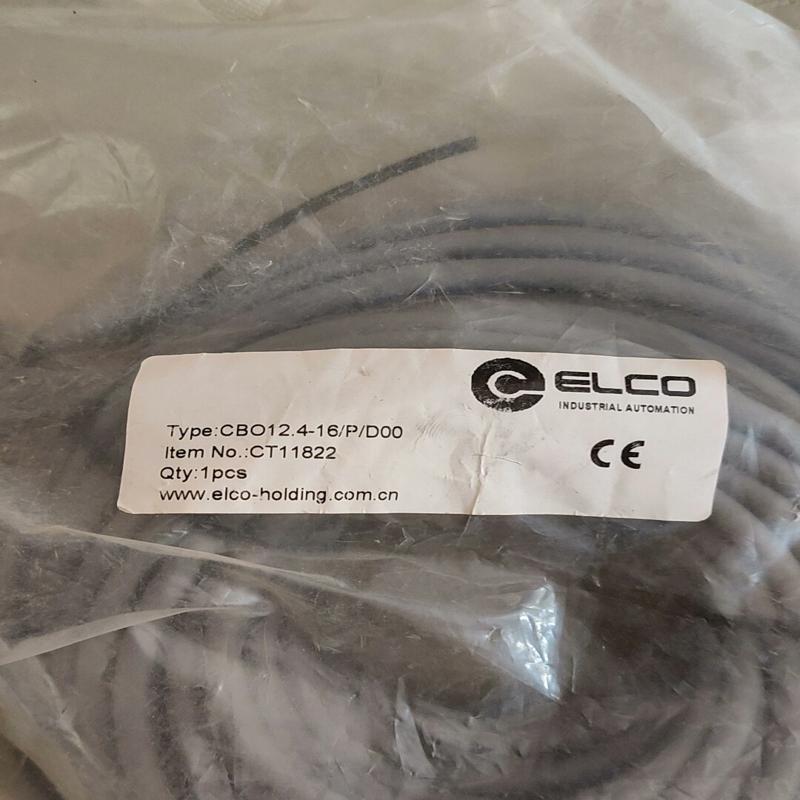 ELCO
INDUSTRIAL AUTOMATION
Type:CBO12.4-16/P/D00
Item No.:CT11822
Qty:1pcs
www.elco-holding.com.cn
CE